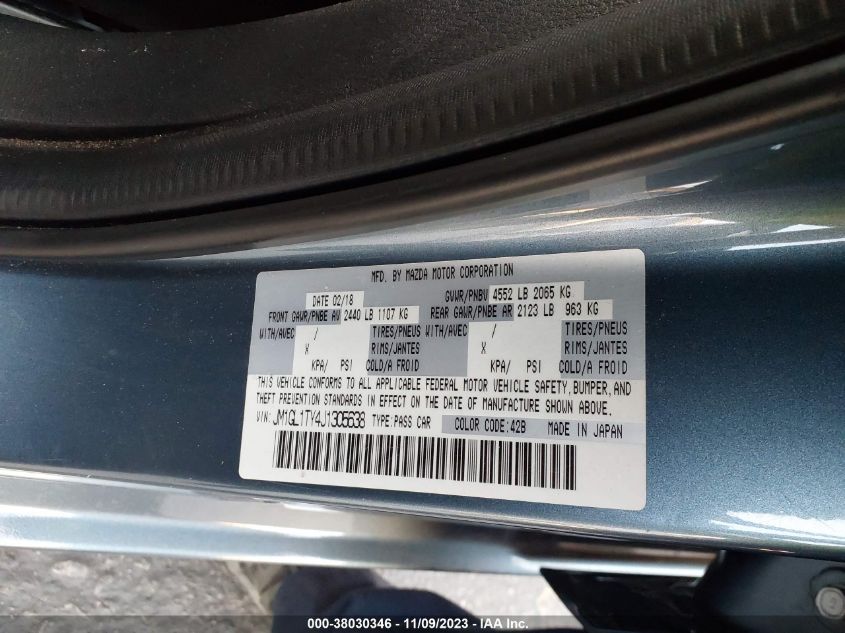 MFD. BY MAZDA MOTOR CORPORATION
DATE 02/18 GVWR/PNBV 4552 LB 2065 KG
FRONT GAWR/PNBE AV 2440 LB 1107 KG REAR GAWR/PNBE AR 2123 LB 963 KG
WITH/AVEC / TIRES/PNEUS WITH/AVEC / TIRES/PNEUS
X RIMS/JANTES X RIMS/JANTES
KPA/ PSI COLD/A FROID KPA/ PSI COLD/A FROID
THIS VEHICLE CONFORMS TO ALL APPLICABLE FEDERAL MOTOR VEHICLE SAFETY, BUMPER, AND
THEFT PREVENTION STANDARDS IN EFFECT ON THE DATE OF MANUFACTURE SHOWN ABOVE.
VIN: JM1GL1TY4J1305638 TYPE:PASS CAR COLOR CODE:42B MADE IN JAPAN
000-38030346 - 11/09/2023 - Copyright © IAA, Inc.